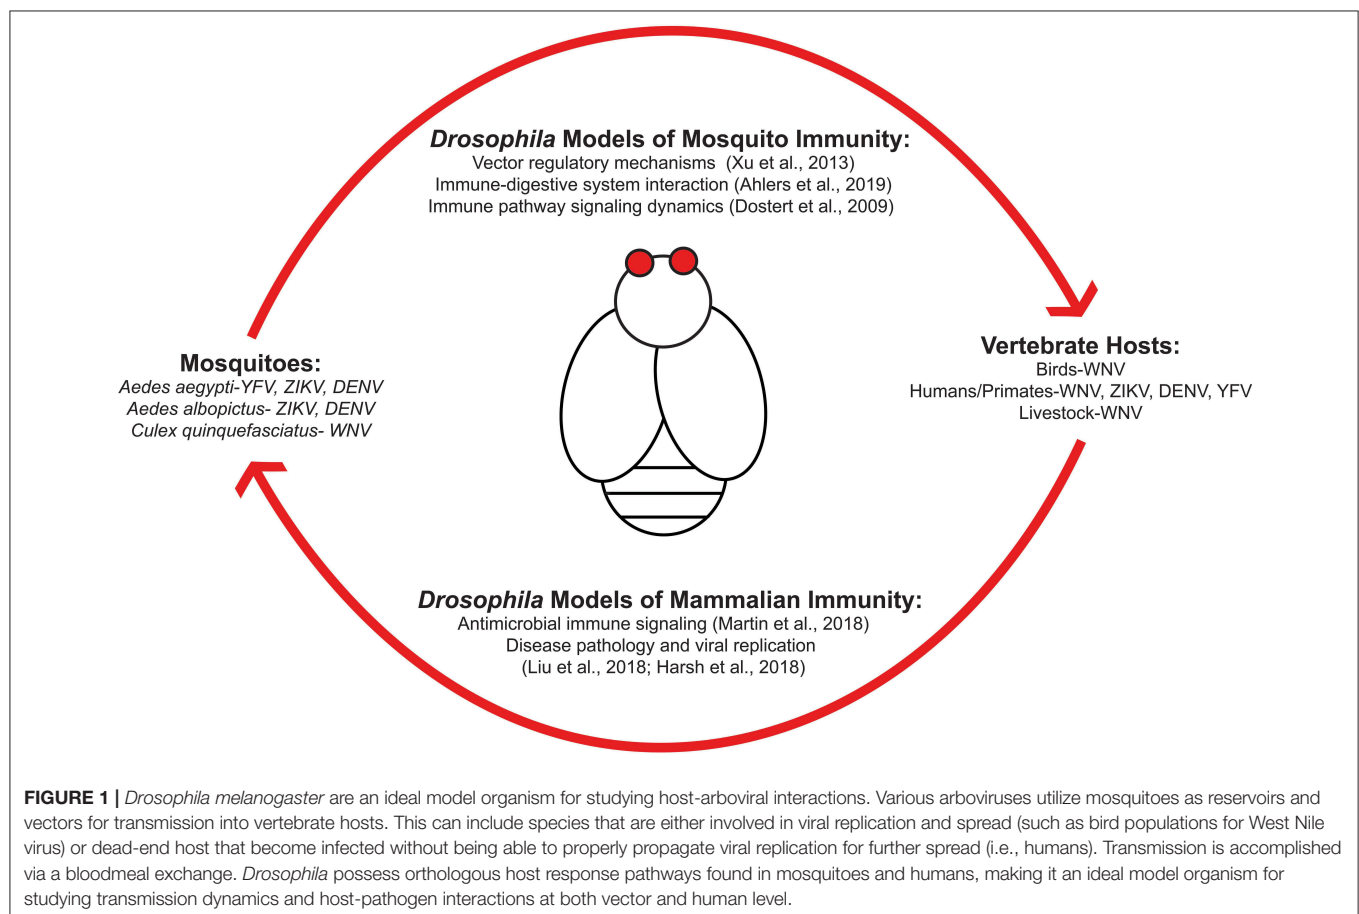 Drosophila Models of Mosquito Immunity:
Vector regulatory mechanisms (Xu et al., 2013)
Immune-digestive system interaction (Ahlers et al., 2019)
Immune pathway signaling dynamics (Dostert et al., 2009)
Mosquitoes:
Aedes aegypti-YFV, ZIKV, DENV
Aedes albopictus- ZIKV, DENV
Culex quinquefasciatus- WNV
Vertebrate Hosts:
Birds-WNV
Humans/Primates-WNV, ZIKV, DENV, YFV
Livestock-WNV
Drosophila Models of Mammalian Immunity:
Antimicrobial immune signaling (Martin et al., 2018)
Disease pathology and viral replication
(Liu et al., 2018; Harsh et al., 2018)
FIGURE 1 | Drosophila melanogaster are an ideal model organism for studying host-arboviral interactions. Various arboviruses utilize mosquitoes as reservoirs and
vectors for transmission into vertebrate hosts. This can include species that are either involved in viral replication and spread (such as bird populations for West Nile
virus) or dead-end host that become infected without being able to properly propagate viral replication for further spread (i.e., humans). Transmission is accomplished
via a bloodmeal exchange. Drosophila possess orthologous host response pathways found in mosquitoes and humans, making it an ideal model organism for
studying transmission dynamics and host-pathogen interactions at both vector and human level.